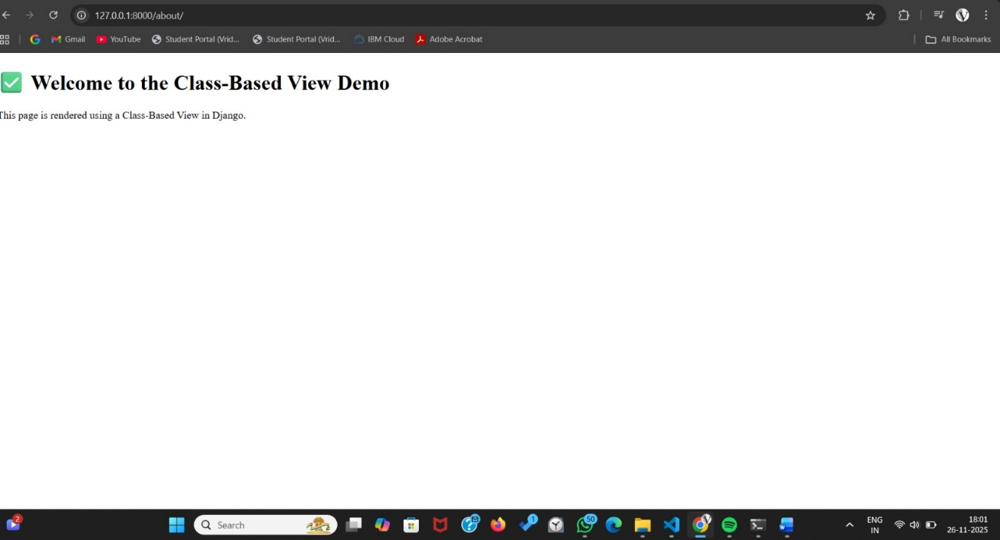 127.0.0.1:8000/about/
Gmail YouTube Student Portal (Vrid... Student Portal (Vrid... IBM Cloud Adobe Acrobat All Bookmarks
Welcome to the Class-Based View Demo
This page is rendered using a Class-Based View in Django.
2 Search 1 50 ENG 18:01
IN 26-11-2025